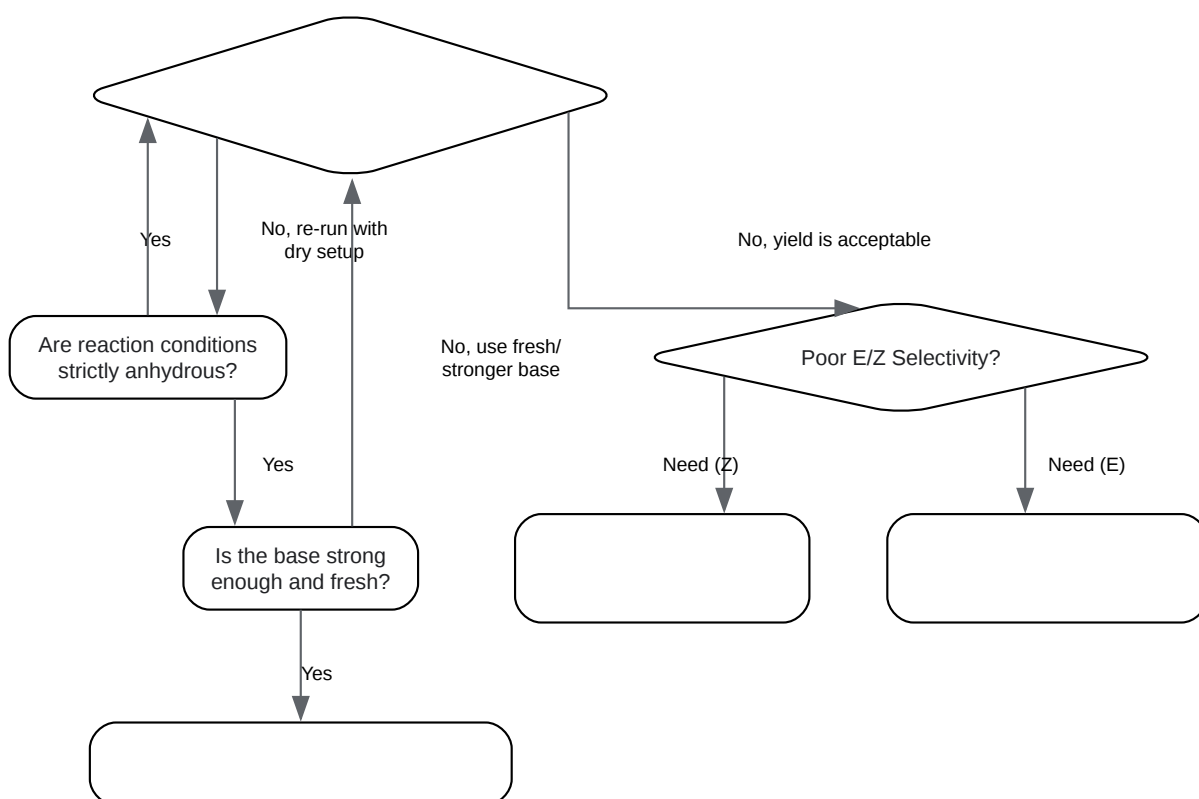 Yes
No, re-run with
dry setup
No, yield is acceptable
Are reaction conditions
strictly anhydrous?
No, use fresh/
stronger base
Poor E/Z Selectivity?
Yes
Need (Z)
Need (E)
Is the base strong
enough and fresh?
Yes